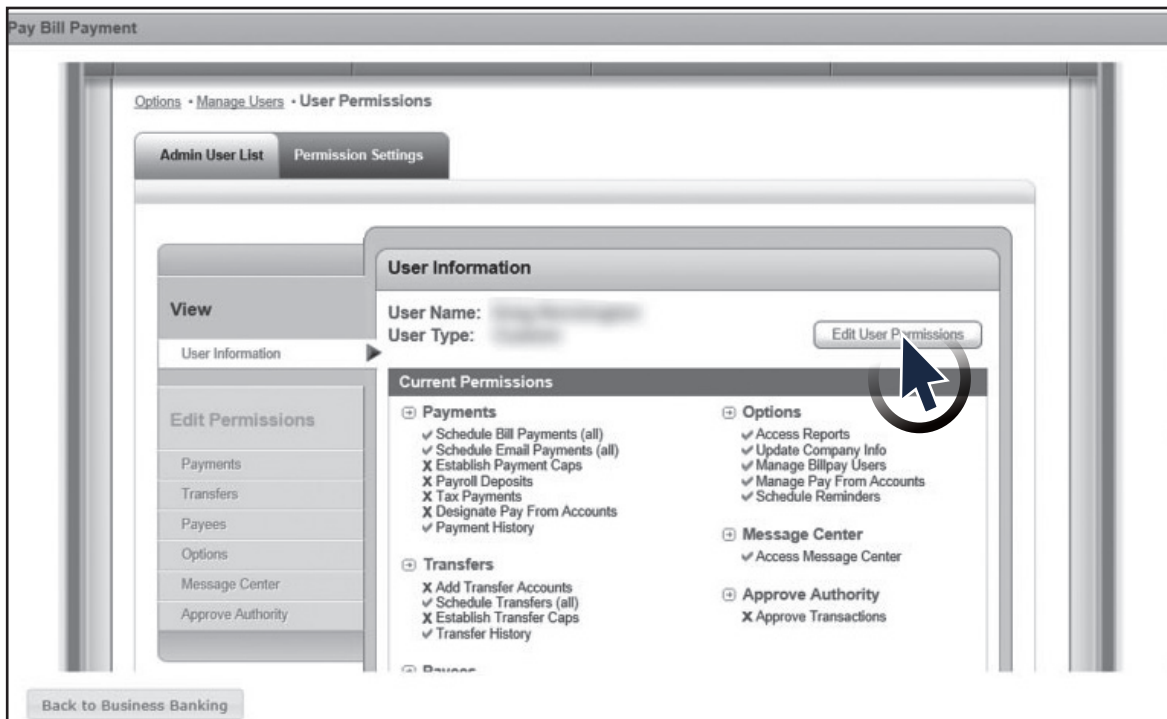 Pay Bill Payment
Options • Manage Users • User Permissions
Admin User List
Permission Settings
View
User Information
Edit Permissions
Payments
Transfers
Payees
Options
Message Center
Approve Authority
User Information
User Name:
User Type:
Edit User Permissions
Current Permissions
Payments
✓ Schedule Bill Payments (all)
✓ Schedule Email Payments (all)
X Establish Payment Caps
X Payroll Deposits
X Tax Payments
X Designate Pay From Accounts
✓ Payment History
Transfers
X Add Transfer Accounts
✓ Schedule Transfers (all)
X Establish Transfer Caps
✓ Transfer History
Payees
Options
✓ Access Reports
✓ Update Company Info
✓ Manage Billpay Users
✓ Manage Pay From Accounts
✓ Schedule Reminders
Message Center
✓ Access Message Center
Approve Authority
X Approve Transactions
Back to Business Banking